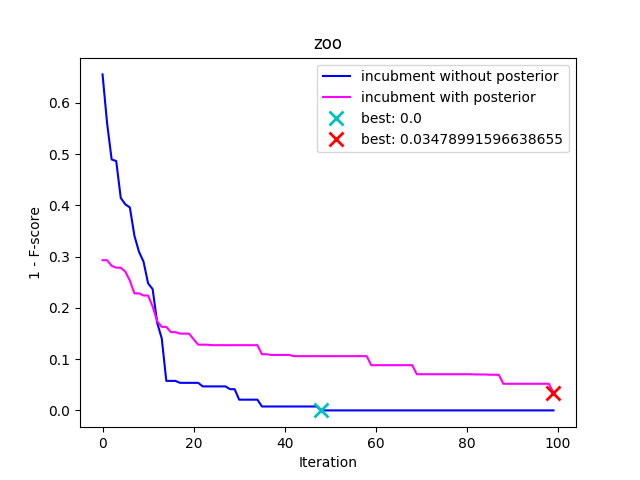 zoo
incubment without posterior
incubment with posterior
best: 0.0
best: 0.03478991596638655
1 - F-score
0.6
0.5
0.4
0.3
0.2
0.1
0.0
0 20 40 60 80 100
Iteration